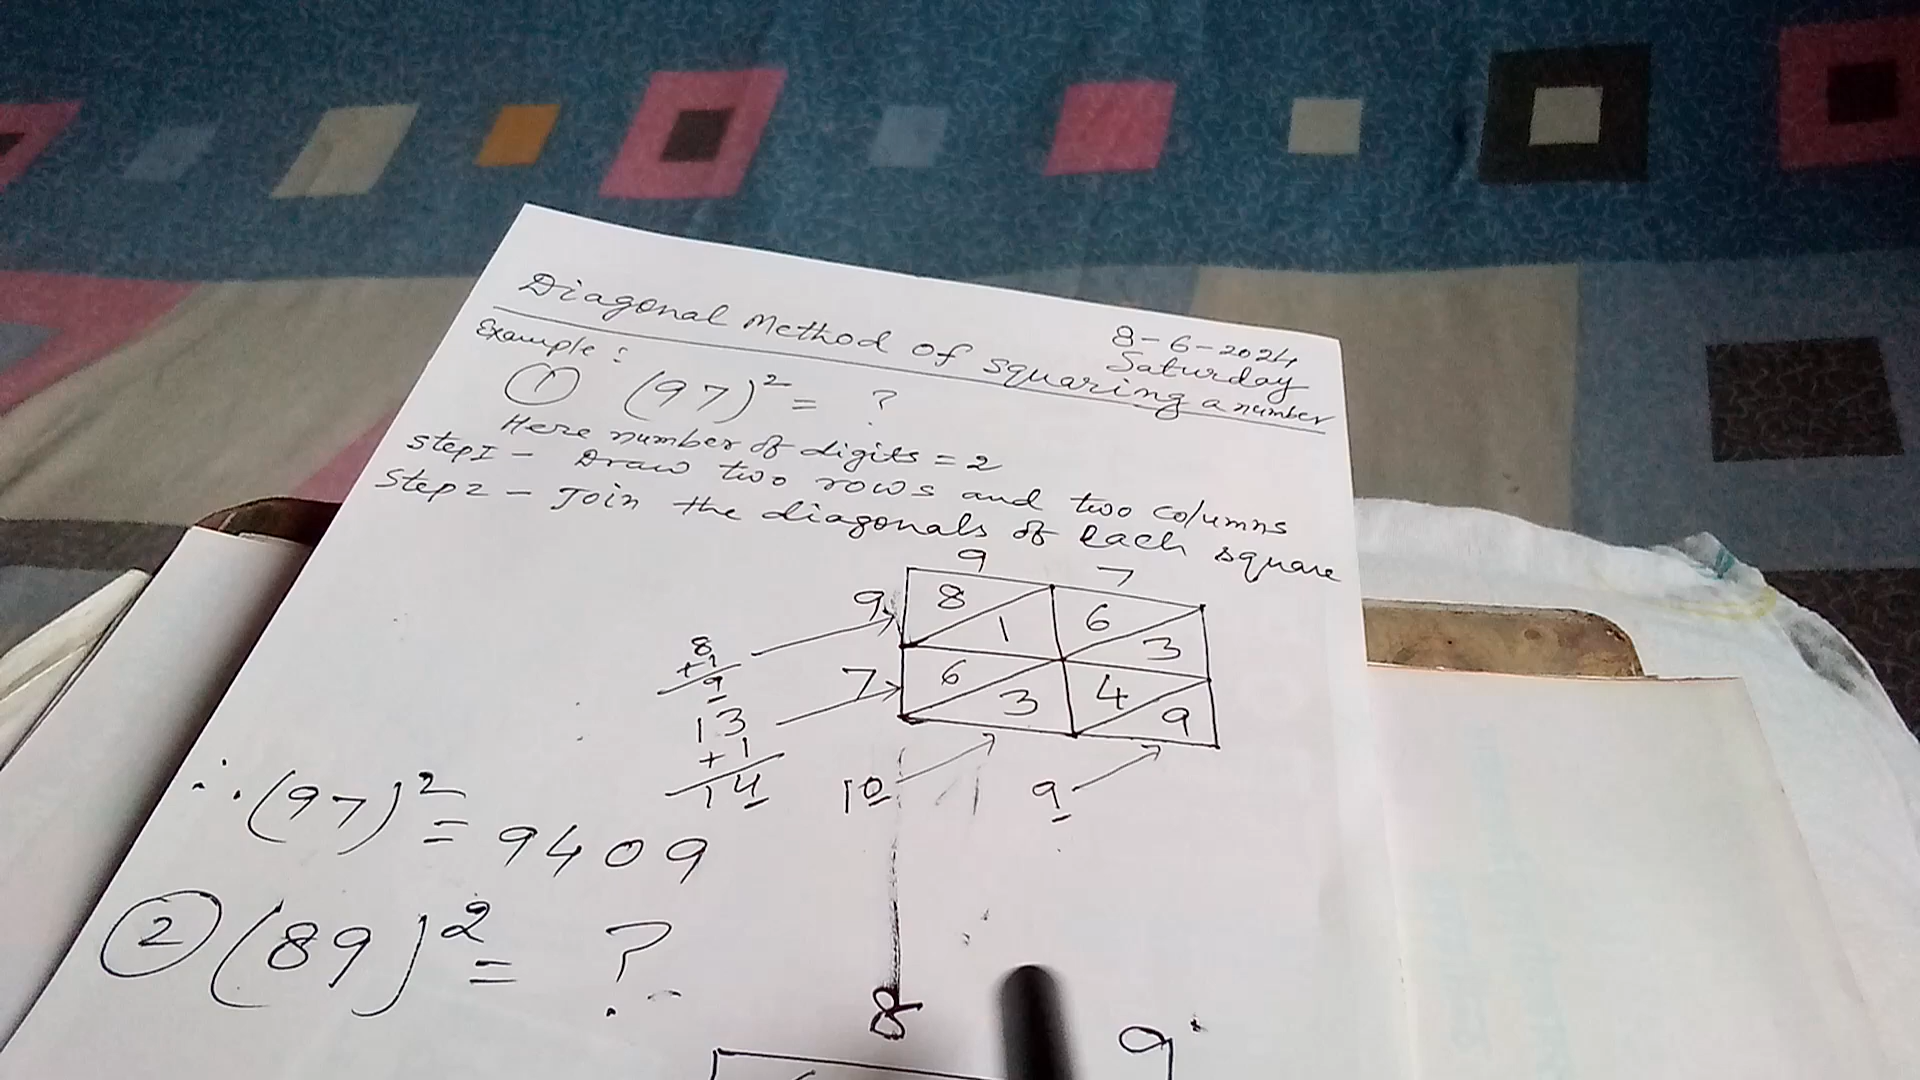 Diagonal Method of squaring a number
8-6-2024
Saturday
Example:
① (97)² = ?
Here number of digits = 2
Step I - Draw two rows and two columns
Step 2 - Join the diagonals of each square
9 7
9 8 1 6 3
7 6 3 4 9
8
+1
9
13
+1
14
10 9
∴ (97)² = 9409
② (89)² = ?
8 9